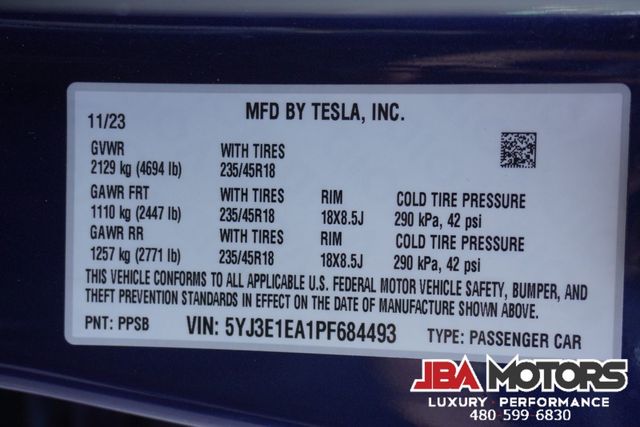 MFD BY TESLA, INC.
11/23
GVWR WITH TIRES
2129 kg (4694 lb) 235/45R18
GAWR FRT WITH TIRES RIM COLD TIRE PRESSURE
1110 kg (2447 lb) 235/45R18 18X8.5J 290 kPa, 42 psi
GAWR RR WITH TIRES RIM COLD TIRE PRESSURE
1257 kg (2771 lb) 235/45R18 18X8.5J 290 kPa, 42 psi
THIS VEHICLE CONFORMS TO ALL APPLICABLE U.S. FEDERAL MOTOR VEHICLE SAFETY, BUMPER, AND
THEFT PREVENTION STANDARDS IN EFFECT ON THE DATE OF MANUFACTURE SHOWN ABOVE.
PNT: PPSB VIN: 5YJ3E1EA1PF684493 TYPE: PASSENGER CAR
JBA MOTORS
LUXURY • PERFORMANCE
480 599-6830